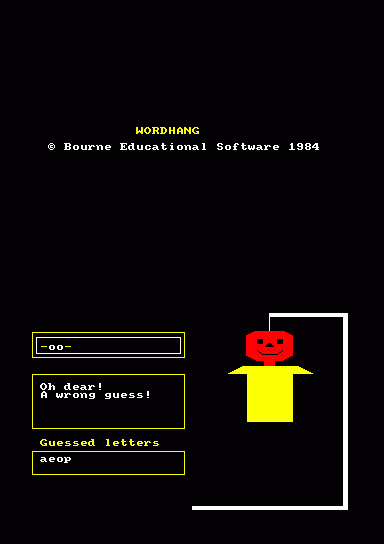 WORDHANG
© Bourne Educational Software 1984
-oo-
Oh dear!
A wrong guess!
Guessed letters
aeop